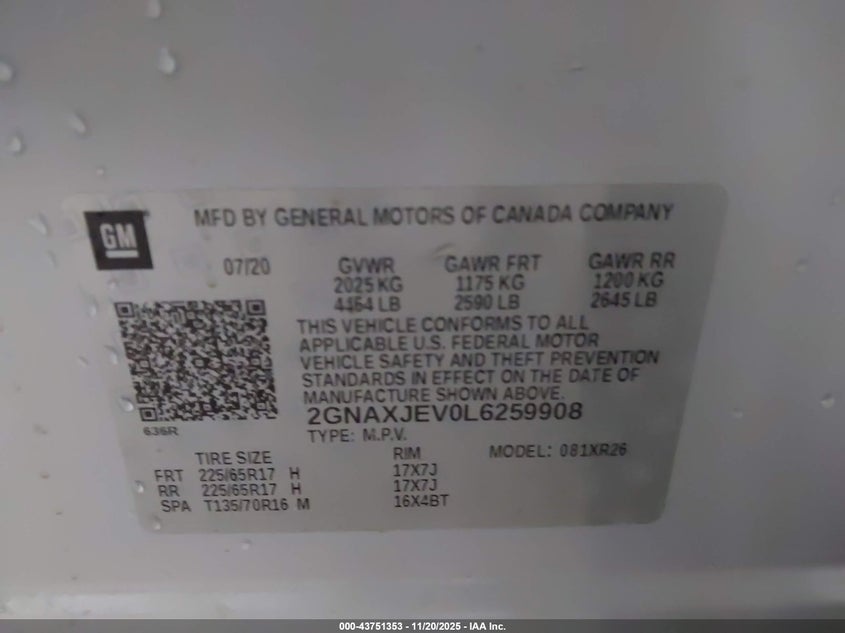 GM
MFD BY GENERAL MOTORS OF CANADA COMPANY
07/20 GVWR GAWR FRT GAWR RR
2025 KG 1175 KG 1200 KG
4464 LB 2590 LB 2645 LB
THIS VEHICLE CONFORMS TO ALL
APPLICABLE U.S. FEDERAL MOTOR
VEHICLE SAFETY AND THEFT PREVENTION
STANDARDS IN EFFECT ON THE DATE OF
MANUFACTURE SHOWN ABOVE.
636R
2GNAXJEV0L6259908
TYPE: M.P.V.
TIRE SIZE RIM MODEL: 081XR26
FRT 225/65R17 H 17X7J
RR 225/65R17 H 17X7J
SPA T135/70R16 M 16X4BT
000-43751353 - 11/20/2025 - IAA Inc.